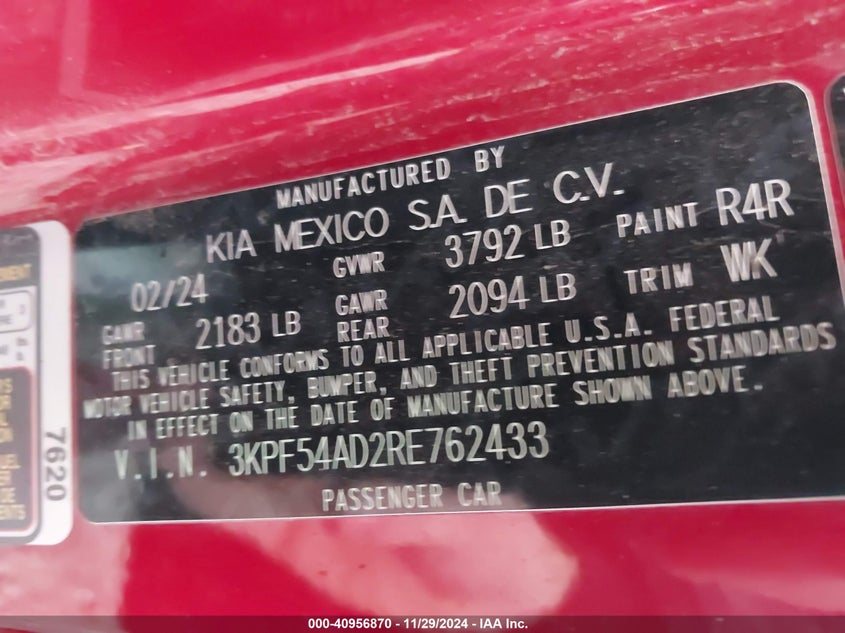 MANUFACTURED BY
KIA MEXICO S.A. DE C.V.
02/24 GVWR 3792 LB PAINT R4R
GAWR FRONT 2183 LB GAWR REAR 2094 LB TRIM WK
THIS VEHICLE CONFORMS TO ALL APPLICABLE U.S.A. FEDERAL
MOTOR VEHICLE SAFETY, BUMPER, AND THEFT PREVENTION STANDARDS
IN EFFECT ON THE DATE OF MANUFACTURE SHOWN ABOVE.
V.I.N. 3KPF54AD2RE762433
PASSENGER CAR
7620
000-40956870 - 11/29/2024 - IAA Inc.